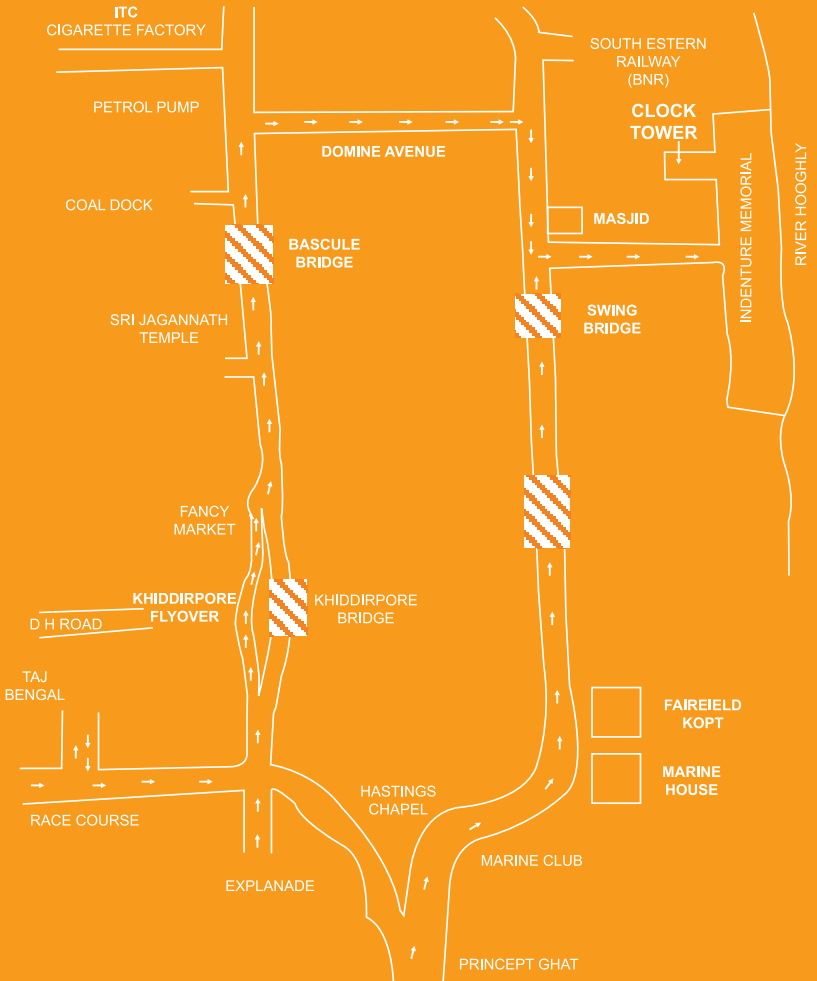 ITC
CIGARETTE FACTORY
SOUTH ESTERN
RAILWAY
(BNR)
PETROL PUMP
CLOCK
TOWER
DOMINE AVENUE
COAL DOCK
MASJID
INDENTURE MEMORIAL
RIVER HOOGHLY
BASCULE
BRIDGE
SRI JAGANNATH
TEMPLE
SWING
BRIDGE
FANCY
MARKET
KHIDDIRPORE
FLYOVER
KHIDDIRPORE
BRIDGE
D H ROAD
TAJ
BENGAL
FAIREIELD
KOPT
MARINE
HOUSE
HASTINGS
CHAPEL
RACE COURSE
MARINE CLUB
EXPLANADE
PRINCEPT GHAT